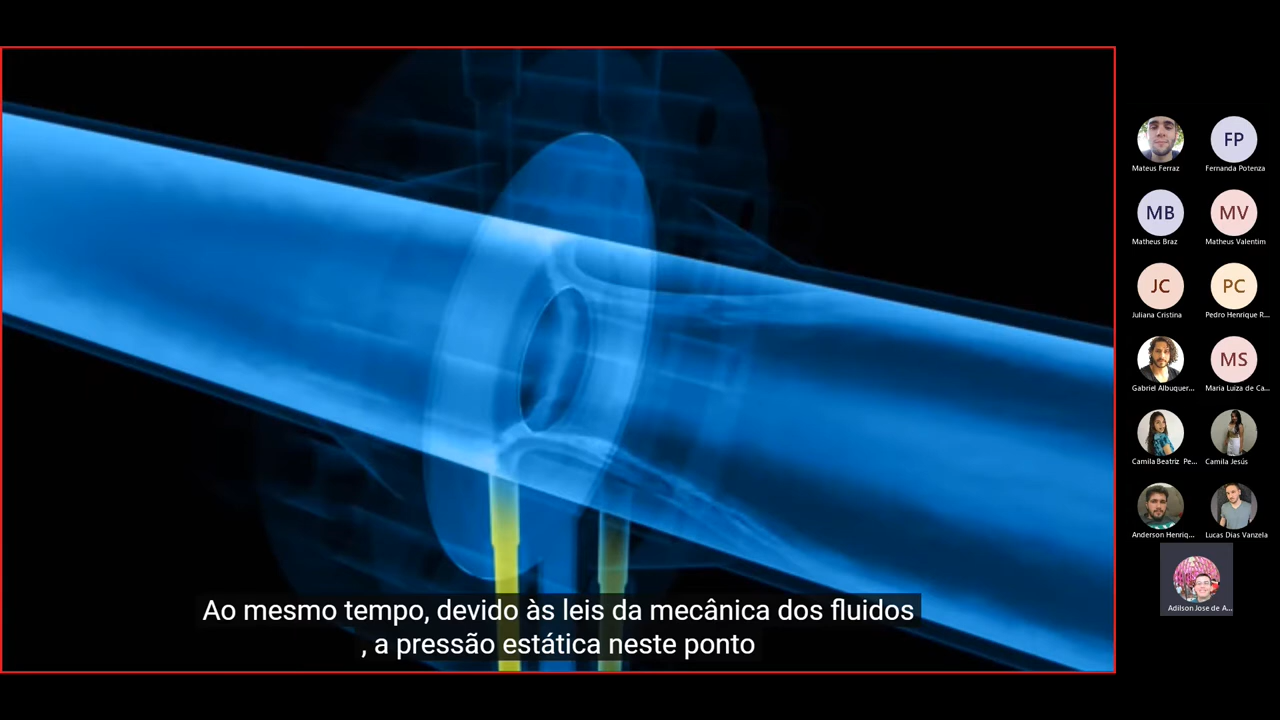 Ao mesmo tempo, devido às leis da mecânica dos fluidos
, a pressão estática neste ponto
Mateus Ferraz
FP
Fernanda Potenza
MB
Matheus Braz
MV
Matheus Valentim
JC
Juliana Cristina
PC
Pedro Henrique R...
Gabriel Albuquer...
MS
Maria Luiza de Ca...
Camila Beatriz Pe...
Camila Jesús
Anderson Henriq...
Lucas Dias Vanzela
Adilson Jose de A...